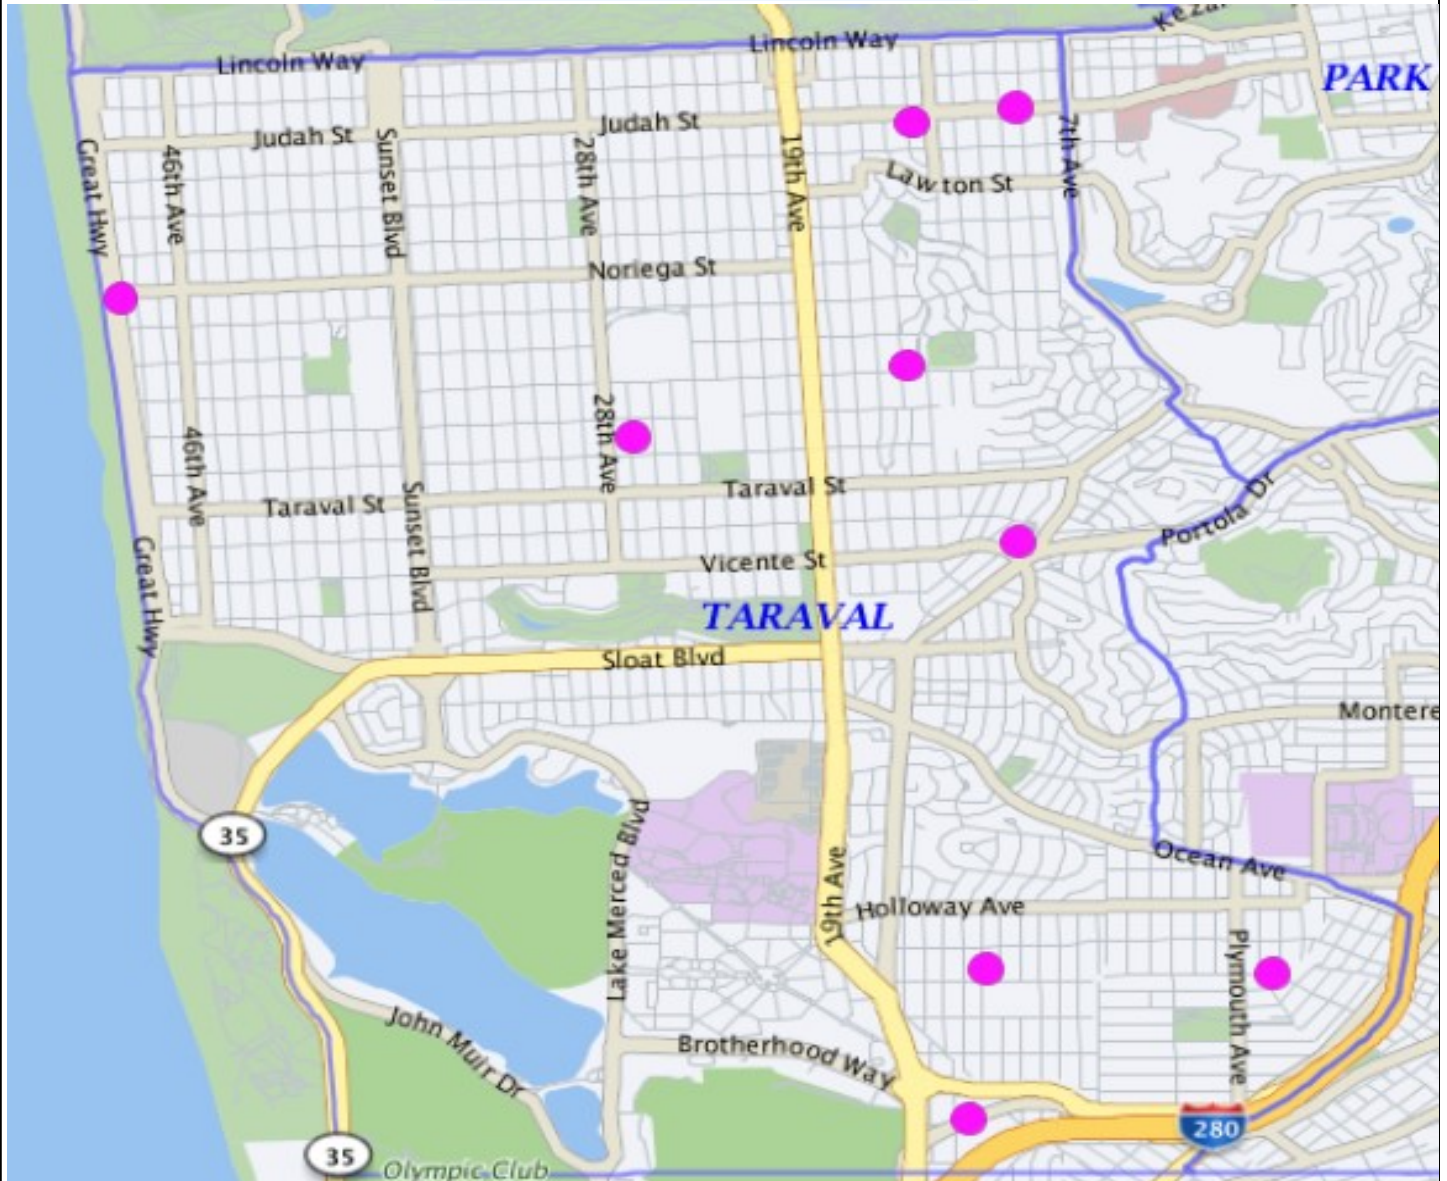 Kezar
Lincoln Way
Lincoln Way
PARK
Judah St
Judah St
Great Hwy
46th Ave
Sunset Blvd
28th Ave
19th Ave
7th Ave
Lawton St
Noriega St
28th Ave
46th Ave
Taraval St
Taraval St
Sunset Blvd
Portola Dr
Great Hwy
Vicente St
TARAVAL
Sloat Blvd
Montere
35
Lake Merced Blvd
19th Ave
Ocean Ave
Holloway Ave
Plymouth Ave
John Muir Dr
Brotherhood Way
280
35
Olympic Club